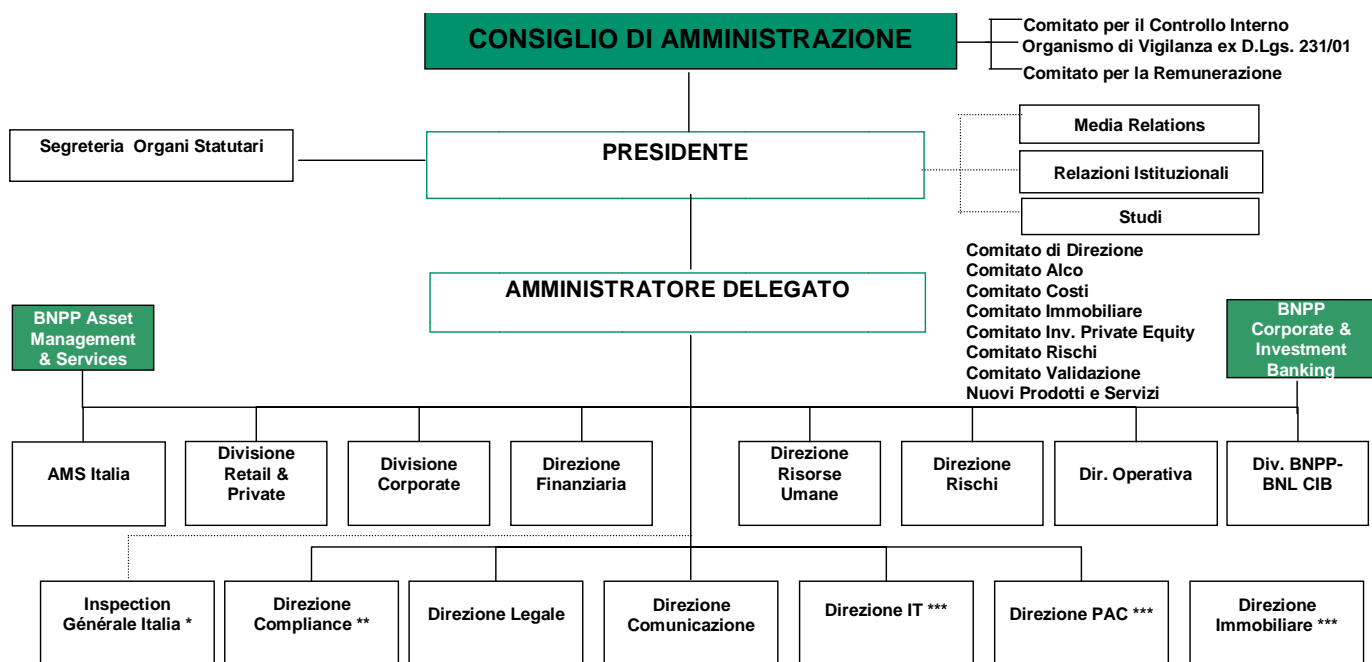 CONSIGLIO DI AMMINISTRAZIONE
Comitato per il Controllo Interno
Organismo di Vigilanza ex D.Lgs. 231/01
Comitato per la Remunerazione
Segreteria Organi Statutari
PRESIDENTE
Media Relations
Relazioni Istituzionali
Studi
AMMINISTRATORE DELEGATO
Comitato di Direzione
Comitato Alco
Comitato Costi
Comitato Immobiliare
Comitato Inv. Private Equity
Comitato Rischi
Comitato Validazione
Nuovi Prodotti e Servizi
BNPP Asset
Management
& Services
BNPP
Corporate &
Investment
Banking
AMS Italia
Divisione
Retail &
Private
Divisione
Corporate
Direzione
Finanziaria
Direzione
Risorse
Umane
Direzione
Rischi
Dir. Operativa
Div. BNPP-
BNL CIB
Inspection
Générale Italia *
Direzione
Compliance **
Direzione Legale
Direzione
Comunicazione
Direzione IT ***
Direzione PAC ***
Direzione
Immobiliare ***